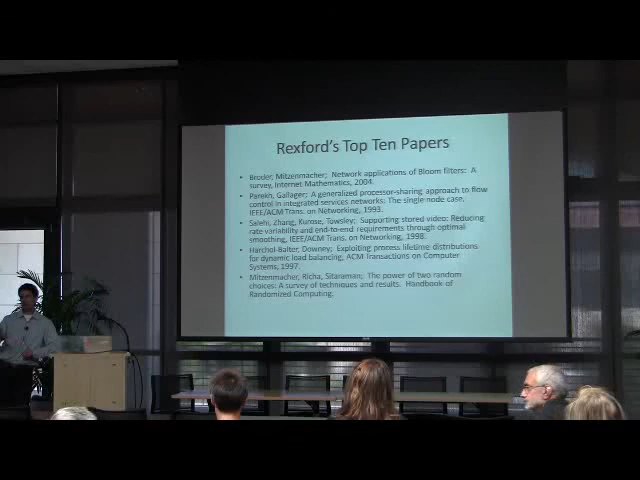 Rexford's Top Ten Papers
• Broder, Mitzenmacher; Network applications of Bloom filters: A
survey, Internet Mathematics, 2004.
• Parekh, Gallager; A generalized processor-sharing approach to flow
control in integrated services networks: The single node case,
IEEE/ACM Trans. on Networking, 1993.
• Salehi, Zhang, Kurose, Towsley; Supporting stored video: Reducing
rate variability and end-to-end requirements through optimal
smoothing, IEEE/ACM Trans. on Networking, 1998.
• Harchol-Balter, Downey; Exploiting process lifetime distributions
for dynamic load balancing, ACM Transactions on Computer
Systems, 1997.
• Mitzenmacher, Richa, Sitaraman; The power of two random
choices: A survey of techniques and results. Handbook of
Randomized Computing.